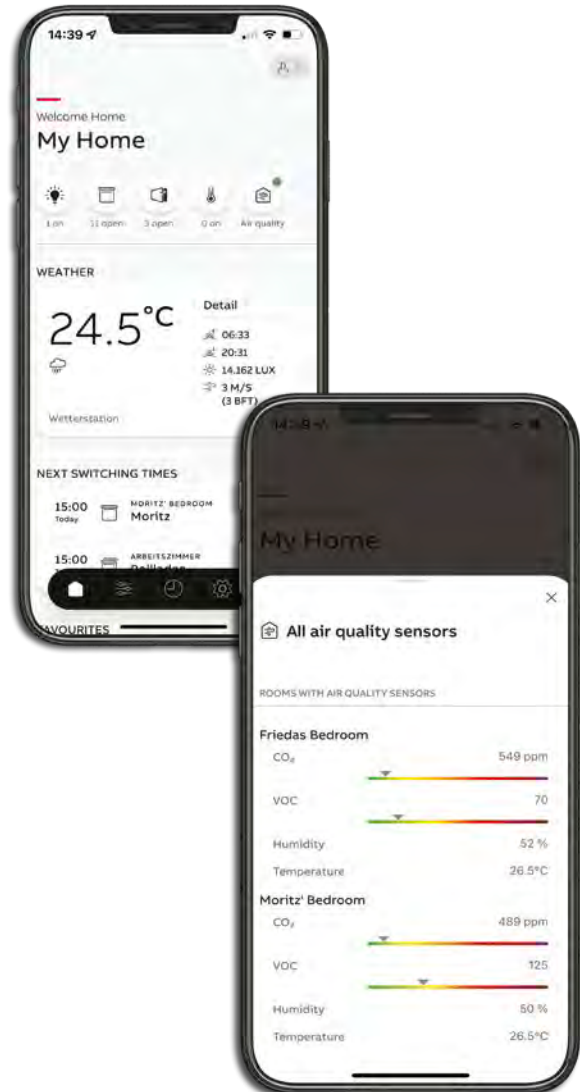 14:39
Welcome Home
My Home
1 on
11 open
3 open
0 on
Air quality
WEATHER
24.5°C
Detail
06:33
20:31
14.162 LUX
3 M/S
(3 BFT)
Wetterstation
NEXT SWITCHING TIMES
15:00
Today
MORITZ' BEDROOM
Moritz
15:00
ARBEITSZIMMER
FAVOURITES
14:39
My Home
All air quality sensors
ROOMS WITH AIR QUALITY SENSORS
Friedas Bedroom
CO₂ 549 ppm
VOC 70
Humidity 52 %
Temperature 26.5°C
Moritz' Bedroom
CO₂ 489 ppm
VOC 125
Humidity 50 %
Temperature 26.5°C